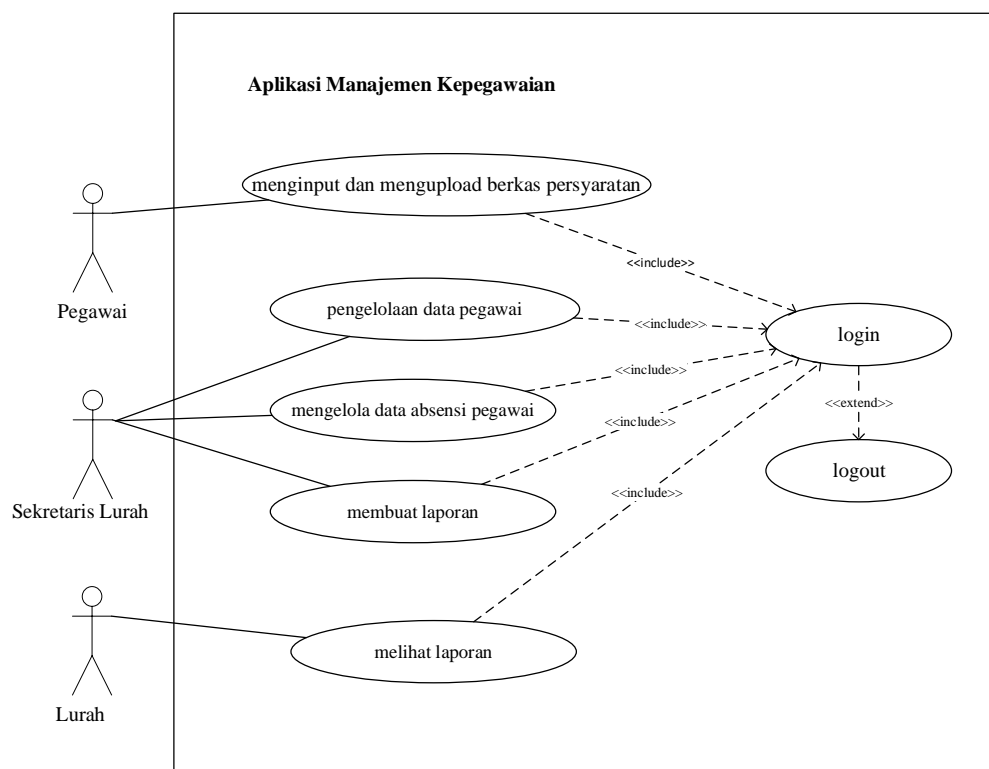 Aplikasi Manajemen Kepegawaian
menginput dan mengupload berkas persyaratan
Pegawai
<<include>>
pengelolaan data pegawai
<<include>>
login
<<include>>
mengelola data absensi pegawai
<<include>>
<<extend>>
Sekretaris Lurah
membuat laporan
logout
<<include>>
melihat laporan
Lurah